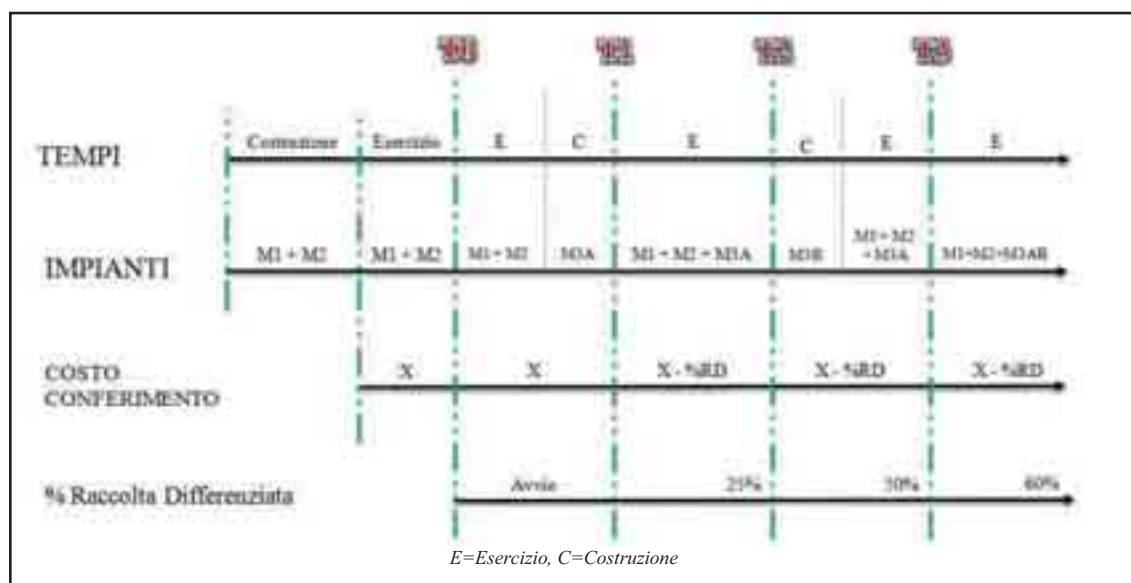 TEMPI
Costruzione Esercizio E C E C E E
IMPIANTI
M1 + M2 M1 + M2 M1 + M2 M3A M1 + M2 + M3A M3B M1 + M2 + M3A M1+M2+M3AB
COSTO
CONFERIMENTO
X X X - %RD X - %RD X - %RD
% Raccolta Differenziata
Avvio 25% 50% 60%
E=Esercizio, C=Costruzione